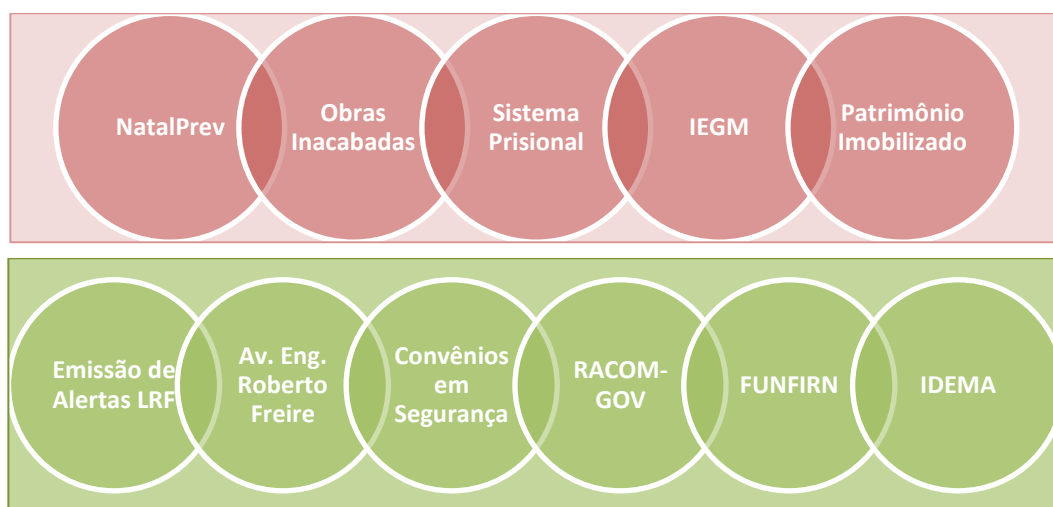 NatalPrev
Obras
Inacabadas
Sistema
Prisional
IEGM
Patrimônio
Imobilizado
Emissão de
Alertas LRF
Av. Eng.
Roberto
Freire
Convênios
em
Segurança
RACOM-
GOV
FUNFIRN
IDEMA